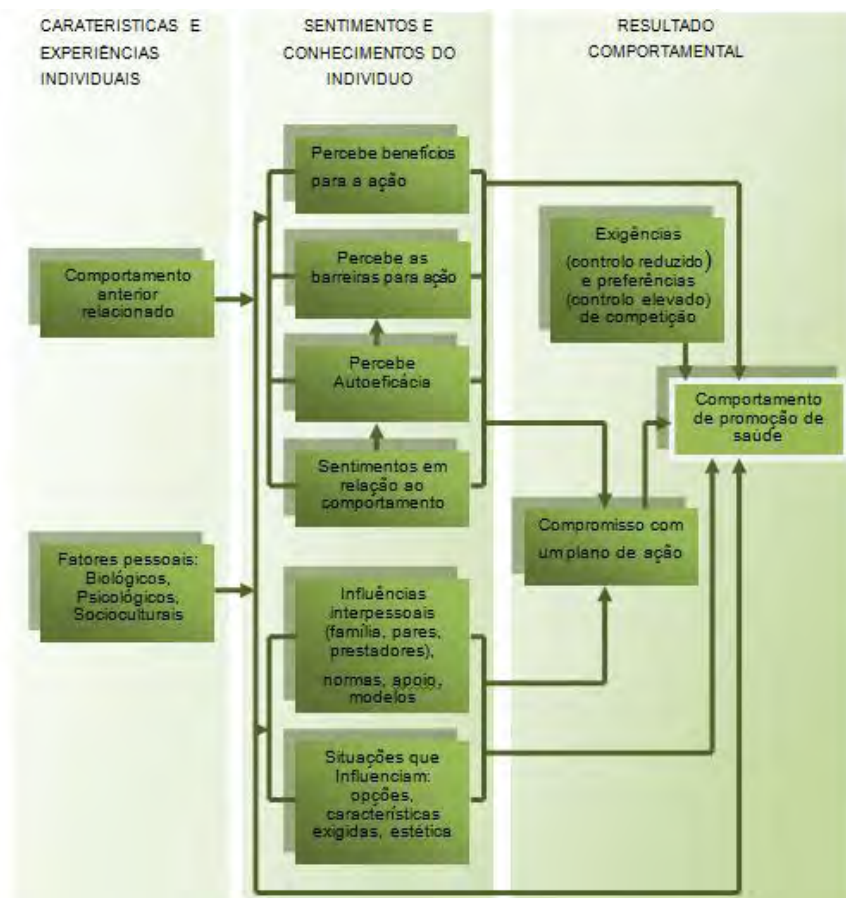 CARATERISTICAS E
EXPERIÊNCIAS
INDIVIDUAIS
SENTIMENTOS E
CONHECIMENTOS DO
INDIVIDUO
RESULTADO
COMPORTAMENTAL
Comportamento
anterior
relacionado
Fatores pessoais:
Biológicos,
Psicológicos,
Socioculturais
Percebe benefícios
para a ação
Percebe as
barreiras para ação
Percebe
Autoeficácia
Sentimentos em
relação ao
comportamento
Influências
interpessoais
(família, pares,
prestadores),
normas, apoio,
modelos
Situações que
Influenciam:
opções,
características
exigidas, estética
Exigências
(controlo reduzido)
e preferências
(controlo elevado)
de competição
Compromisso com
um plano de ação
Comportamento
de promoção de
saúde